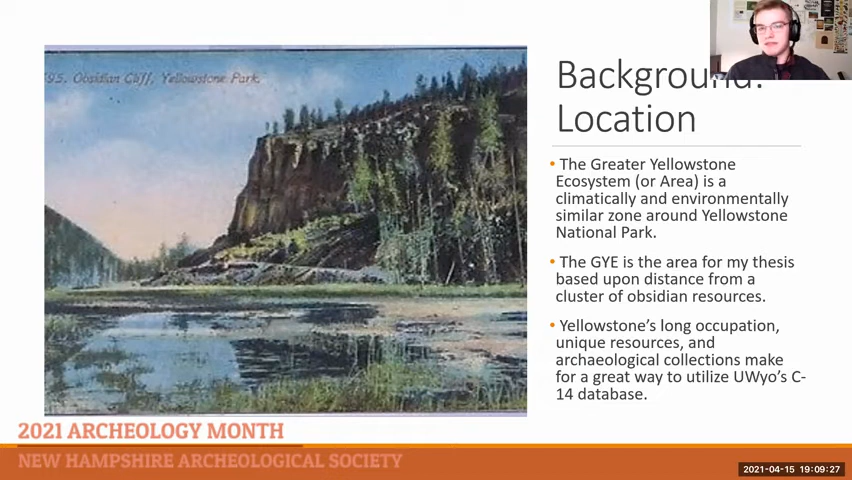 95. Obsidian Cliff, Yellowstone Park.
Background:
Location
• The Greater Yellowstone
Ecosystem (or Area) is a
climatically and environmentally
similar zone around Yellowstone
National Park.
• The GYE is the area for my thesis
based upon distance from a
cluster of obsidian resources.
• Yellowstone’s long occupation,
unique resources, and
archaeological collections make
for a great way to utilize UWyo’s C-
14 database.
2021 ARCHEOLOGY MONTH
NEW HAMPSHIRE ARCHEOLOGICAL SOCIETY
2021-04-15 19:09:27